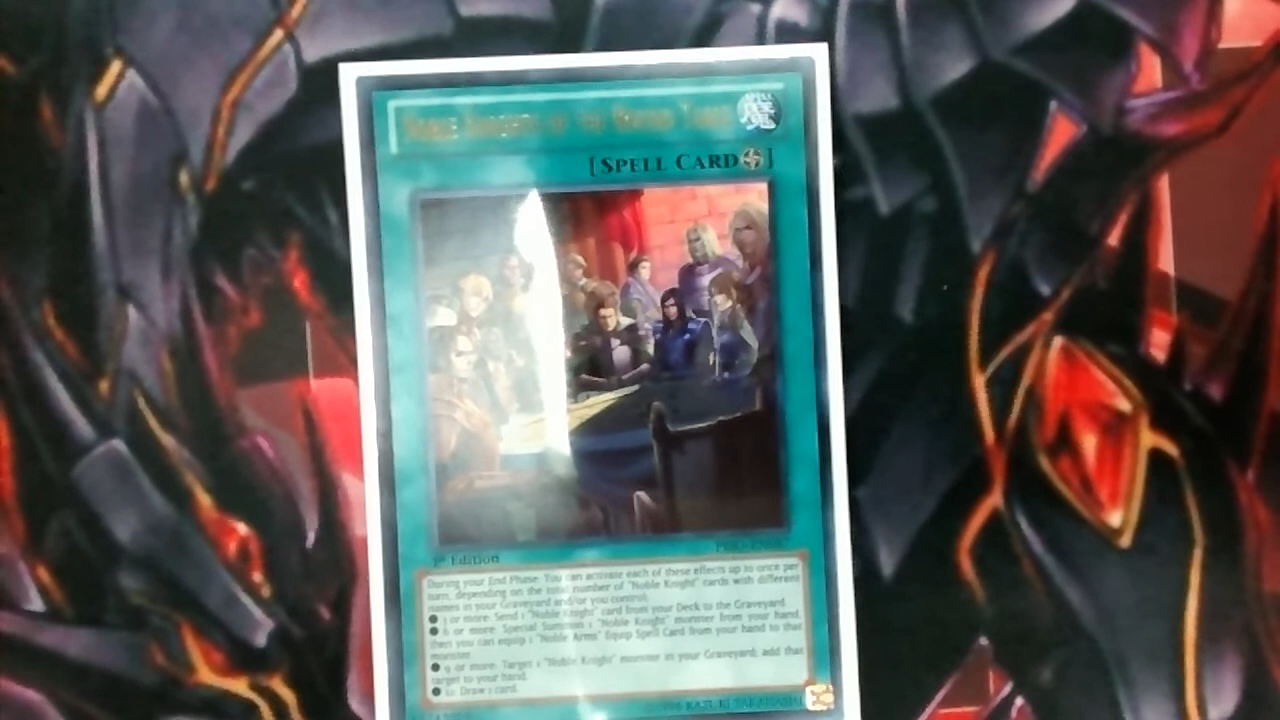 Noble Knights of the Round Table
[SPELL CARD]
1st Edition
During your End Phase: You can activate each of these effects up to once per
turn, depending on the total number of "Noble Knight" cards with different
names in your Graveyard and/or you control;
● 3 or more: Send 1 "Noble Knight" card from your Deck to the Graveyard.
● 6 or more: Special Summon 1 "Noble Knight" monster from your hand,
then you can equip 1 "Noble Arms" Equip Spell Card from your hand to that
monster.
● 9 or more: Target 1 "Noble Knight" monster in your Graveyard; add that
target to your hand.
● 12: Draw 1 card.
KAZUKI TAKAHASHI